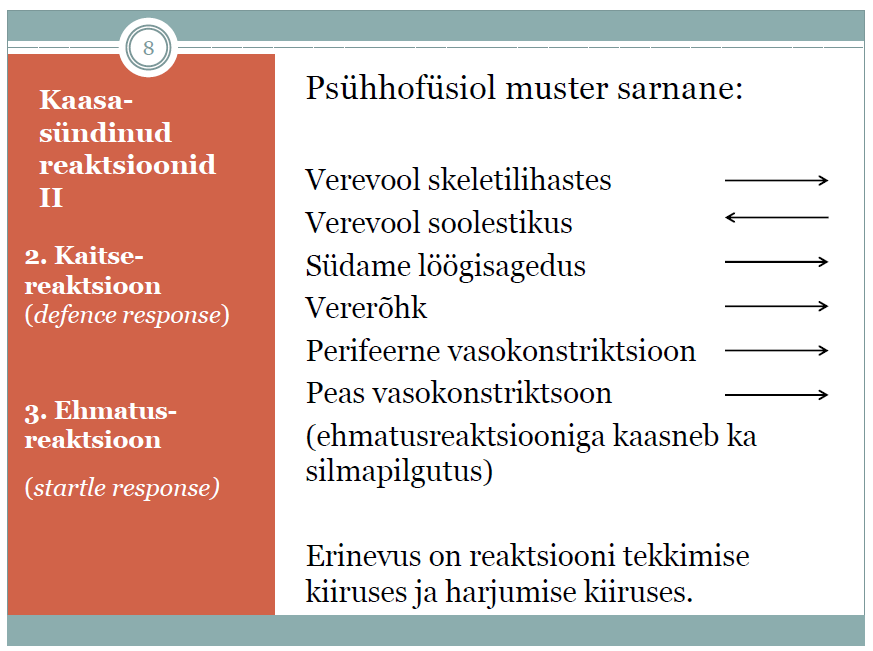 8
Kaasa-
sündinud
reaktsioonid
II
2. Kaitse-
reaktsioon
(defence response)
3. Ehmatus-
reaktsioon
(startle response)
Psühhofüsiol muster sarnane:
Verevool skeletilihastes
Verevool soolestikus
Südame löögisagedus
Vererõhk
Perifeerne vasokonstriktsioon
Peas vasokonstriktsoon
(ehmatusreaktsiooniga kaasneb ka
silmapilgutus)
Erinevus on reaktsiooni tekkimise
kiiruses ja harjumise kiiruses.